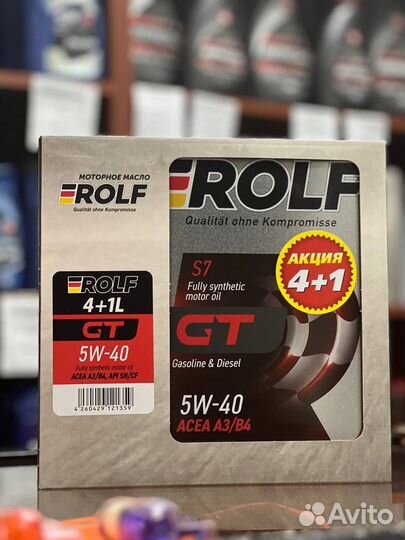 МОТОРНОЕ МАСЛО
ROLF
Qualität ohne Kompromisse
ROLF
4+1L
GT
5W-40
Fully synthetic motor oil
ACEA A3/B4, API SN/CF
4 260429 121359
ROLF
Qualität ohne Kompromisse
S7
Fully synthetic
motor oil
GT
Gasoline & Diesel
5W-40
ACEA A3/B4
АКЦИЯ
4+1
Avito